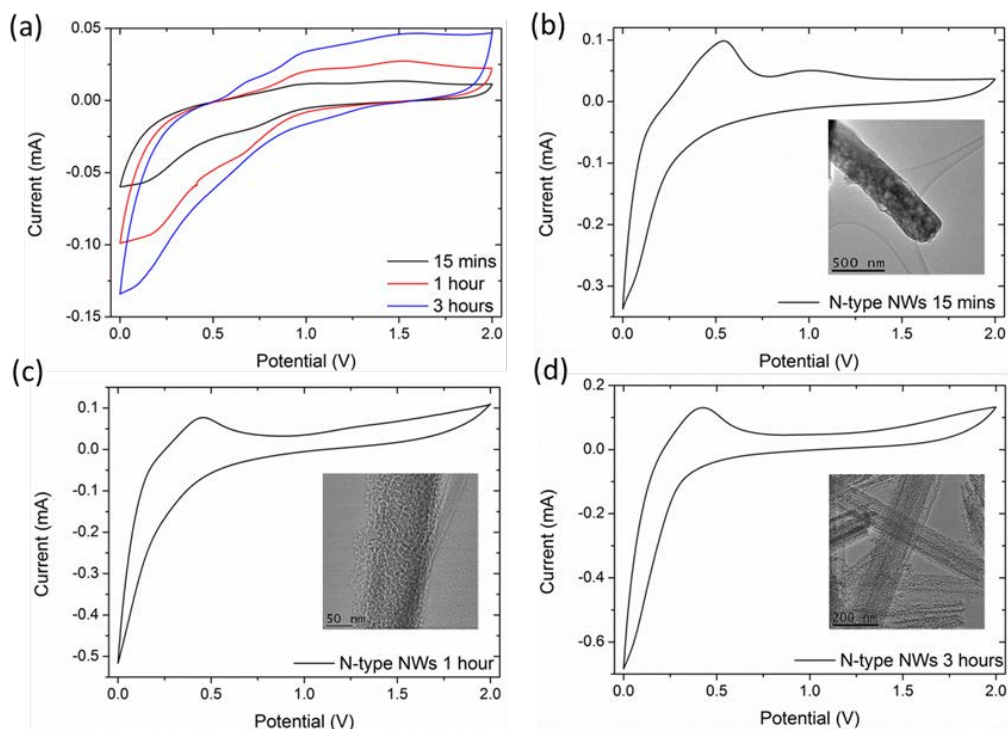 (a)
0.05
0.00
-0.05
-0.10
-0.15
Current (mA)
15 mins
1 hour
3 hours
0.0 0.5 1.0 1.5 2.0
Potential (V)
(b)
0.1
0.0
-0.1
-0.2
-0.3
Current (mA)
500 nm
N-type NWs 15 mins
0.0 0.5 1.0 1.5 2.0
Potential (V)
(c)
0.1
0.0
-0.1
-0.2
-0.3
-0.4
-0.5
Current (mA)
50 nm
N-type NWs 1 hour
0.0 0.5 1.0 1.5 2.0
Potential (V)
(d)
0.2
0.0
-0.2
-0.4
-0.6
Current (mA)
200 nm
N-type NWs 3 hours
0.0 0.5 1.0 1.5 2.0
Potential (V)